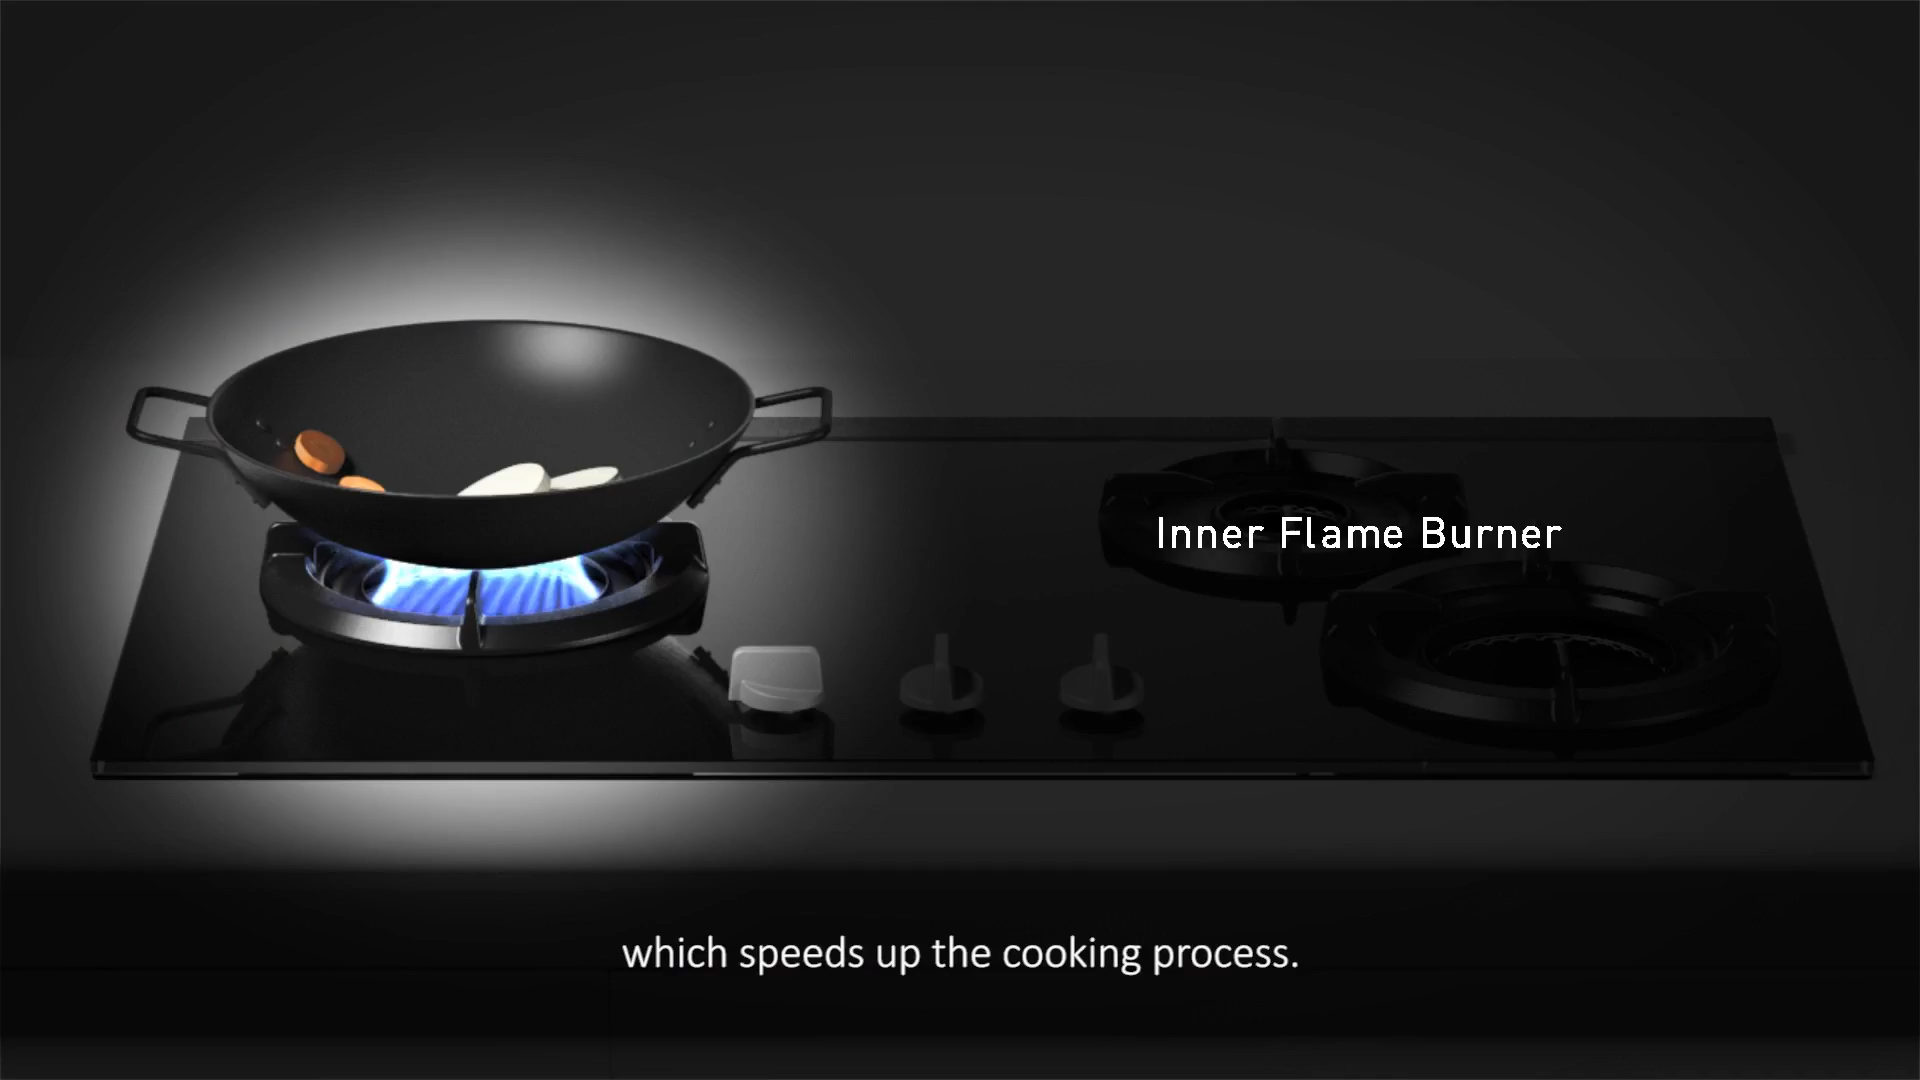 Inner Flame Burner
which speeds up the cooking process.